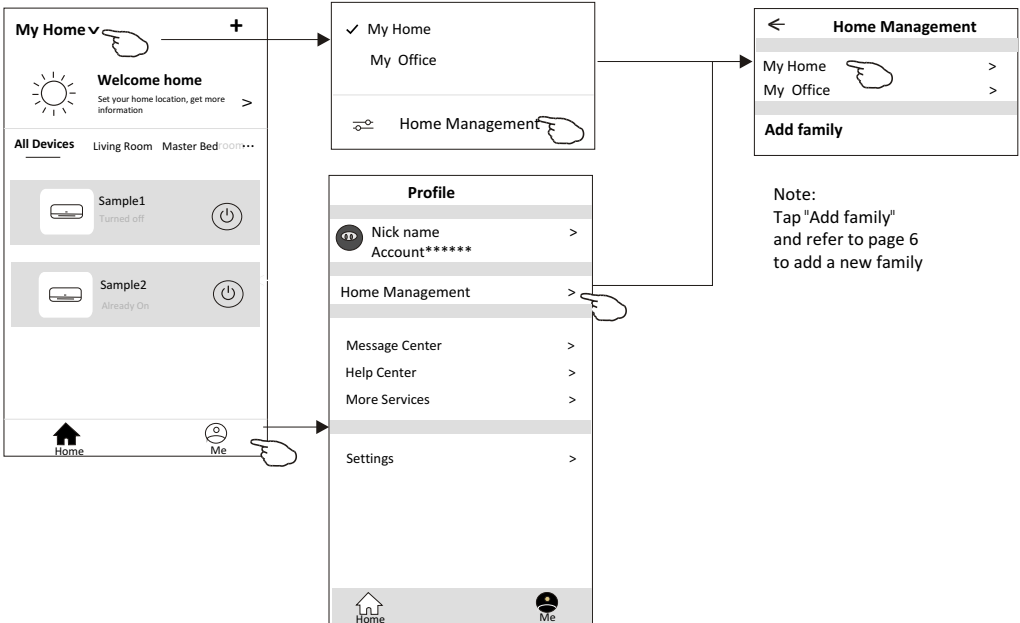 My Home
+
Welcome home
Set your home location, get more
information
>
All Devices
Living Room
Master Bedroom
...
Sample1
Turned off
Sample2
Already On
Home
Me
✓ My Home
My Office
Home Management
Profile
Nick name
>
Account******
Home Management
>
Message Center
>
Help Center
>
More Services
>
Settings
>
Home
Me
Home Management
My Home
>
My Office
>
Add family
Note:
Tap "Add family"
and refer to page 6
to add a new family